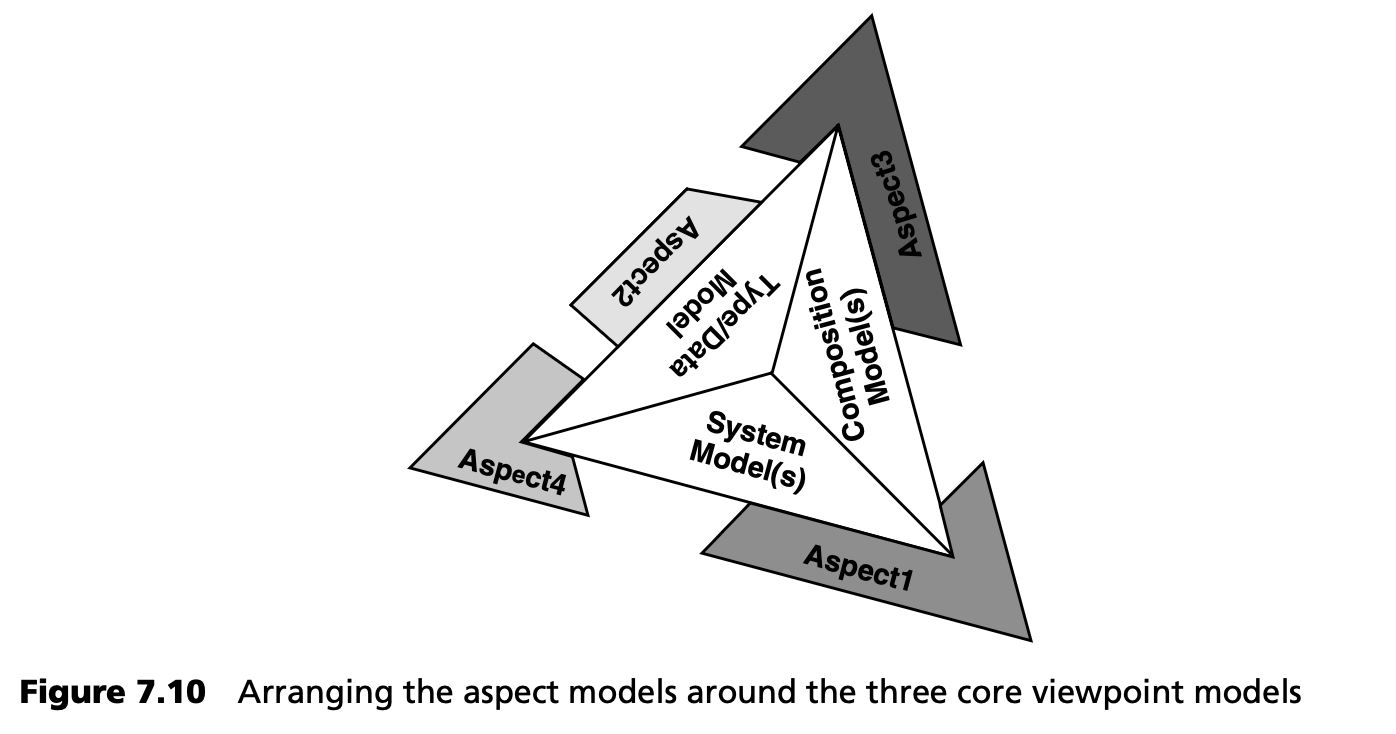 Aspect3
Aspect2
Type/Data
Model
Composition
Model(s)
System
Model(s)
Aspect4
Aspect1
Figure 7.10 Arranging the aspect models around the three core viewpoint models